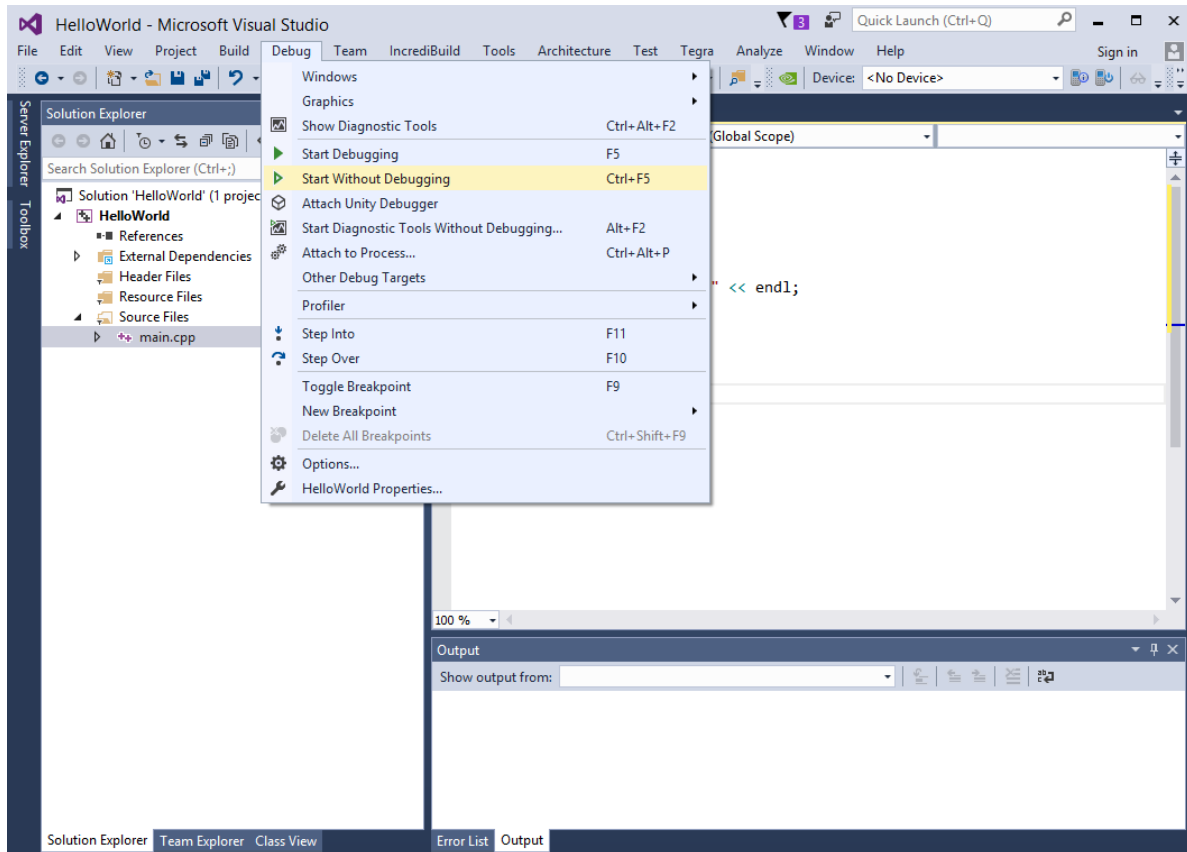 HelloWorld - Microsoft Visual Studio
3
Quick Launch (Ctrl+Q)
File Edit View Project Build Debug Team IncrediBuild Tools Architecture Test Tegra Analyze Window Help Sign in
Device: <No Device>
Server Explorer
Toolbox
Solution Explorer
Search Solution Explorer (Ctrl+;)
Solution 'HelloWorld' (1 projec
HelloWorld
References
External Dependencies
Header Files
Resource Files
Source Files
++ main.cpp
Windows
Graphics
Show Diagnostic Tools Ctrl+Alt+F2
Start Debugging F5
Start Without Debugging Ctrl+F5
Attach Unity Debugger
Start Diagnostic Tools Without Debugging... Alt+F2
Attach to Process... Ctrl+Alt+P
Other Debug Targets
Profiler
Step Into F11
Step Over F10
Toggle Breakpoint F9
New Breakpoint
Delete All Breakpoints Ctrl+Shift+F9
Options...
HelloWorld Properties...
(Global Scope)
" << endl;
100 %
Output
Show output from:
Solution Explorer Team Explorer Class View
Error List Output